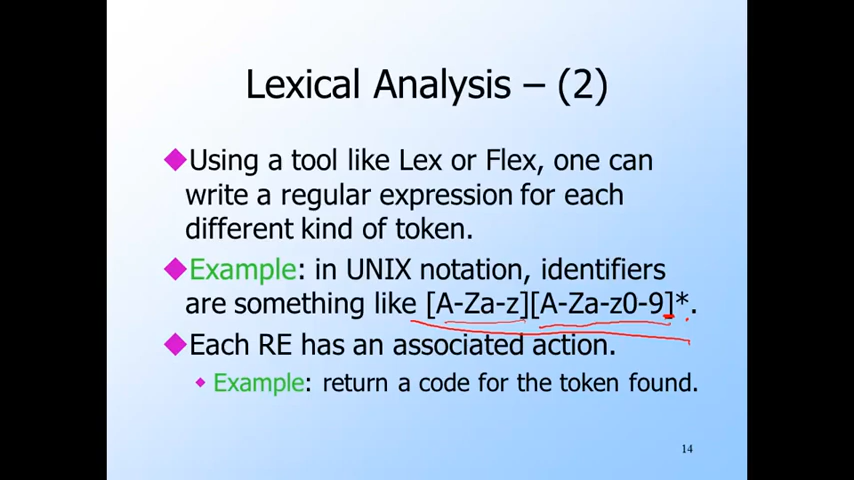 Lexical Analysis – (2)
Using a tool like Lex or Flex, one can
write a regular expression for each
different kind of token.
Example: in UNIX notation, identifiers
are something like [A-Za-z][A-Za-z0-9]*.
Each RE has an associated action.
Example: return a code for the token found.
14